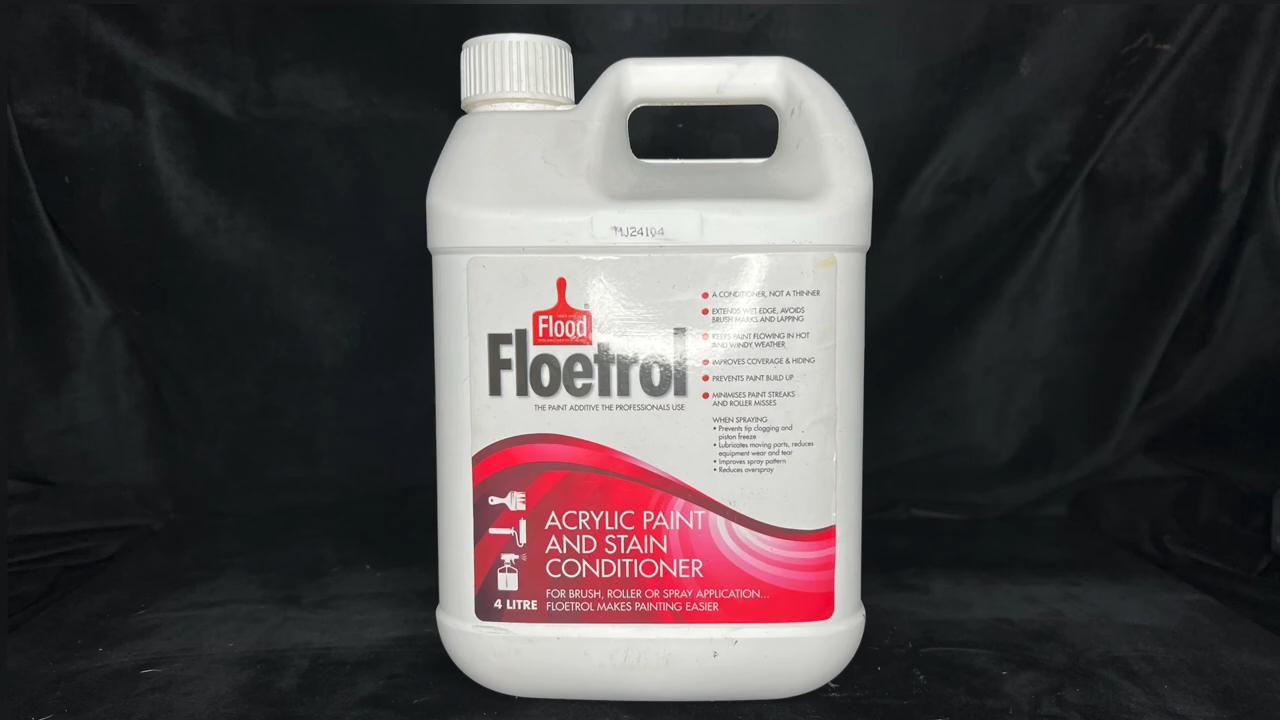 MJ24104
Flood
®
Floetrol
THE PAINT ADDITIVE THE PROFESSIONALS USE
A CONDITIONER, NOT A THINNER
EXTENDS WET EDGE, AVOIDS
BRUSH MARKS AND LAPPING
KEEPS PAINT FLOWING IN HOT
AND WINDY WEATHER
IMPROVES COVERAGE & HIDING
PREVENTS PAINT BUILD UP
MINIMISES PAINT STREAKS
AND ROLLER MISSES
WHEN SPRAYING
• Prevents tip clogging and
piston freeze
• Lubricates moving parts, reduces
equipment wear and tear
• Improves spray pattern
• Reduces overspray
ACRYLIC PAINT
AND STAIN
CONDITIONER
FOR BRUSH, ROLLER OR SPRAY APPLICATION...
FLOETROL MAKES PAINTING EASIER
4 LITRE